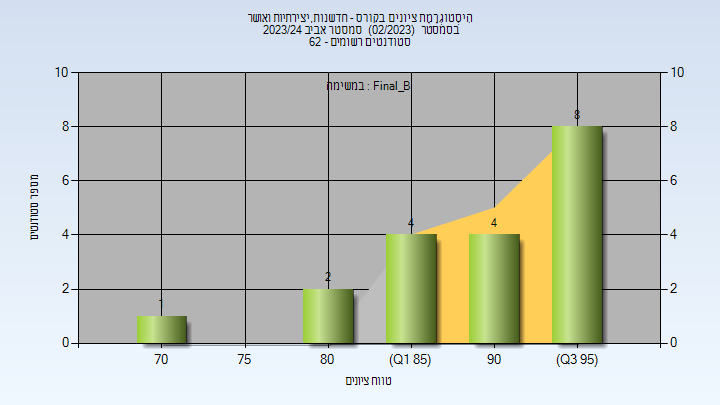 היסטוגרמת ציונים בקורס - חדשנות,יצירתיות ואושר
בסמסטר (02/2023) סמסטר אביב 2023/24
סטודנטים רשומים - 62
במשימה : Final_B
10
8
6
4
2
0
10
8
6
4
2
0
1
2
4
4
8
מספר סטודנטים
70
75
80
(Q1 85)
90
(Q3 95)
טווח ציונים